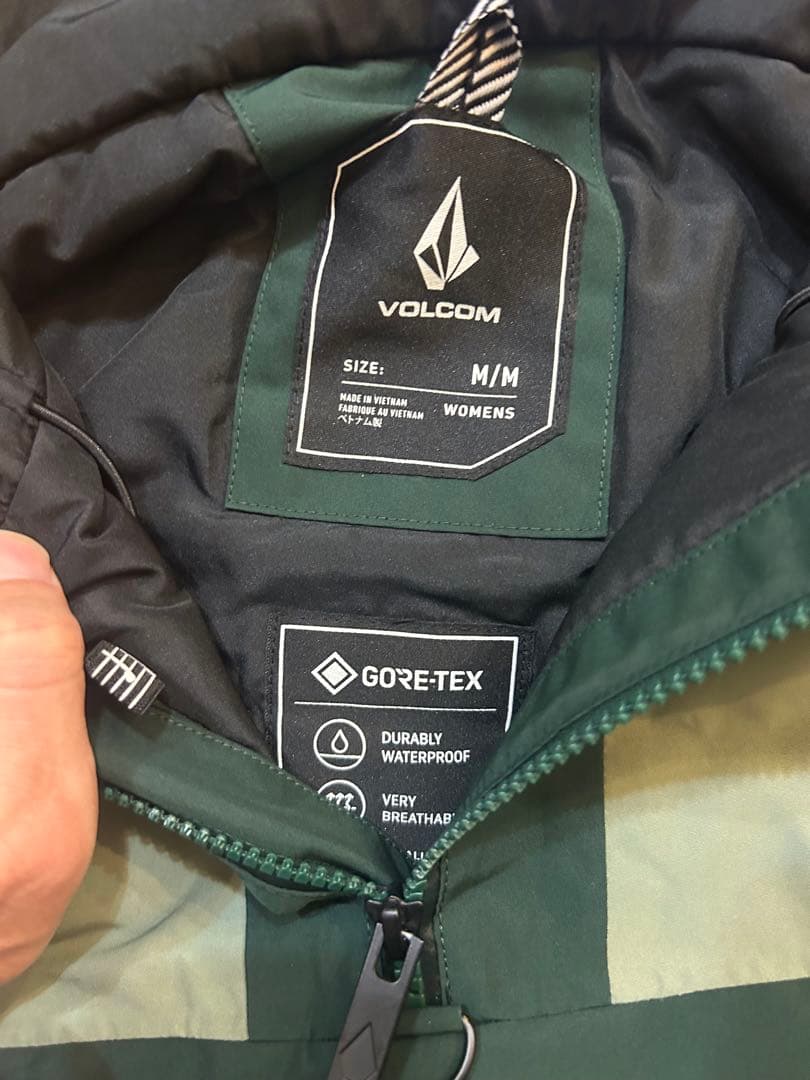 VOLCOM
SIZE: M/M
MADE IN VIETNAM
FABRIQUE AU VIETNAM
ベトナム製
WOMENS
GORE-TEX
DURABLY
WATERPROOF
VERY